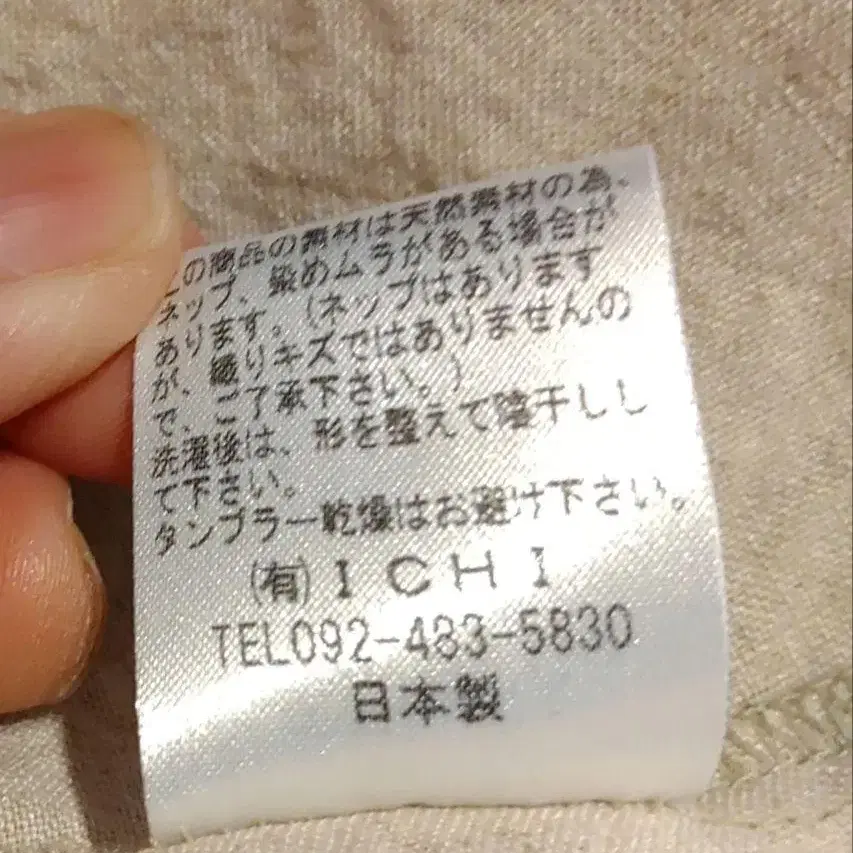 この商品の素材は天然素材の為、
ネップ、染めムラがある場合が
あります。(ネップはあります
が、織りキズではありませんの
で、ご了承下さい。)
洗濯後は、形を整えて陰干しし
て下さい。
タンブラー乾燥はお避け下さい。
(有)ICHI
TEL092-483-5830
日本製